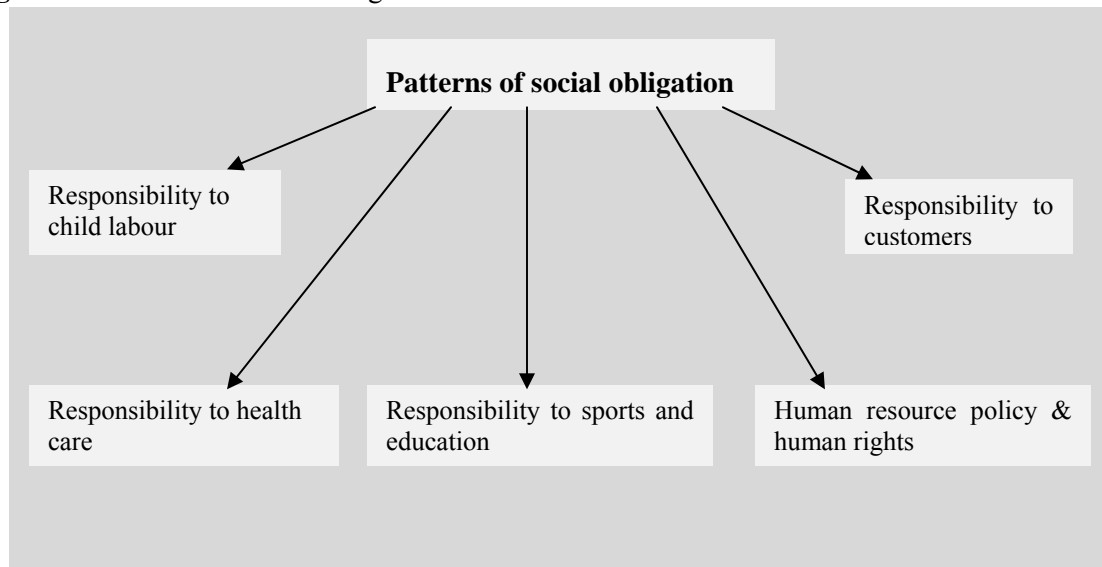 Patterns of social obligation
Responsibility to
child labour
Responsibility to
customers
Responsibility to health
care
Responsibility to sports and
education
Human resource policy &
human rights